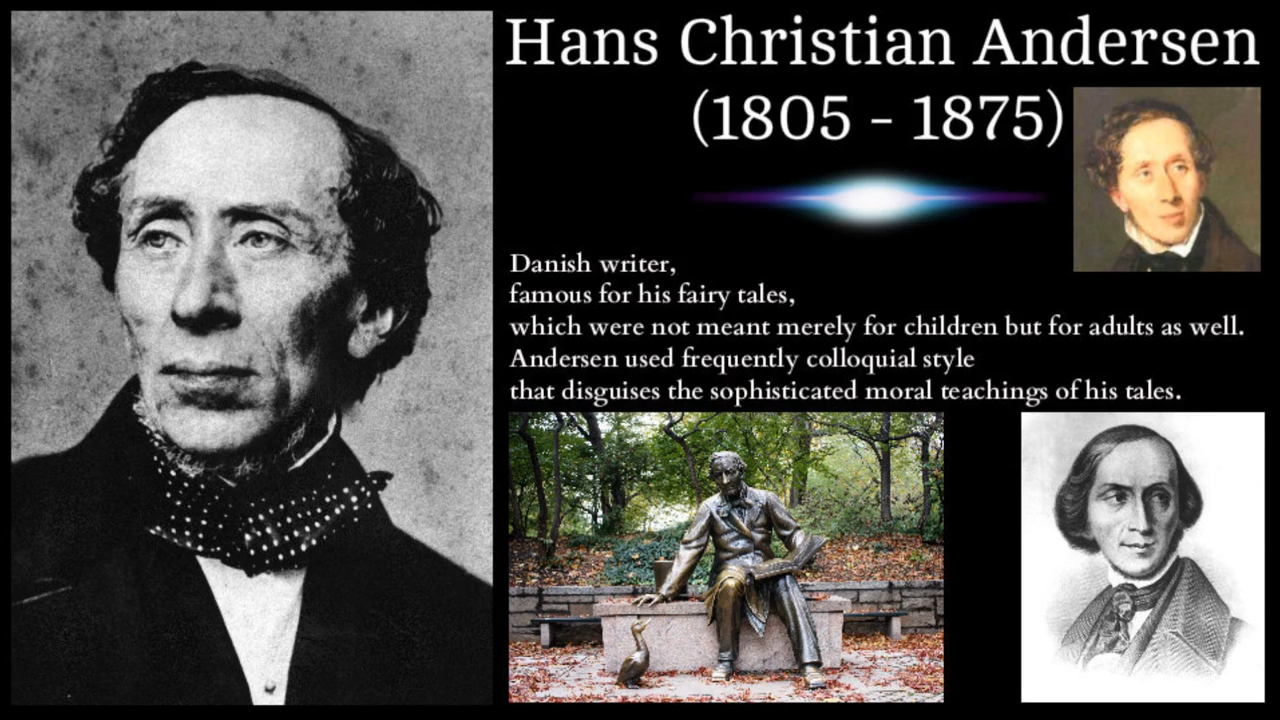 Hans Christian Andersen
(1805 - 1875)
Danish writer,
famous for his fairy tales,
which were not meant merely for children but for adults as well.
Andersen used frequently colloquial style
that disguises the sophisticated moral teachings of his tales.